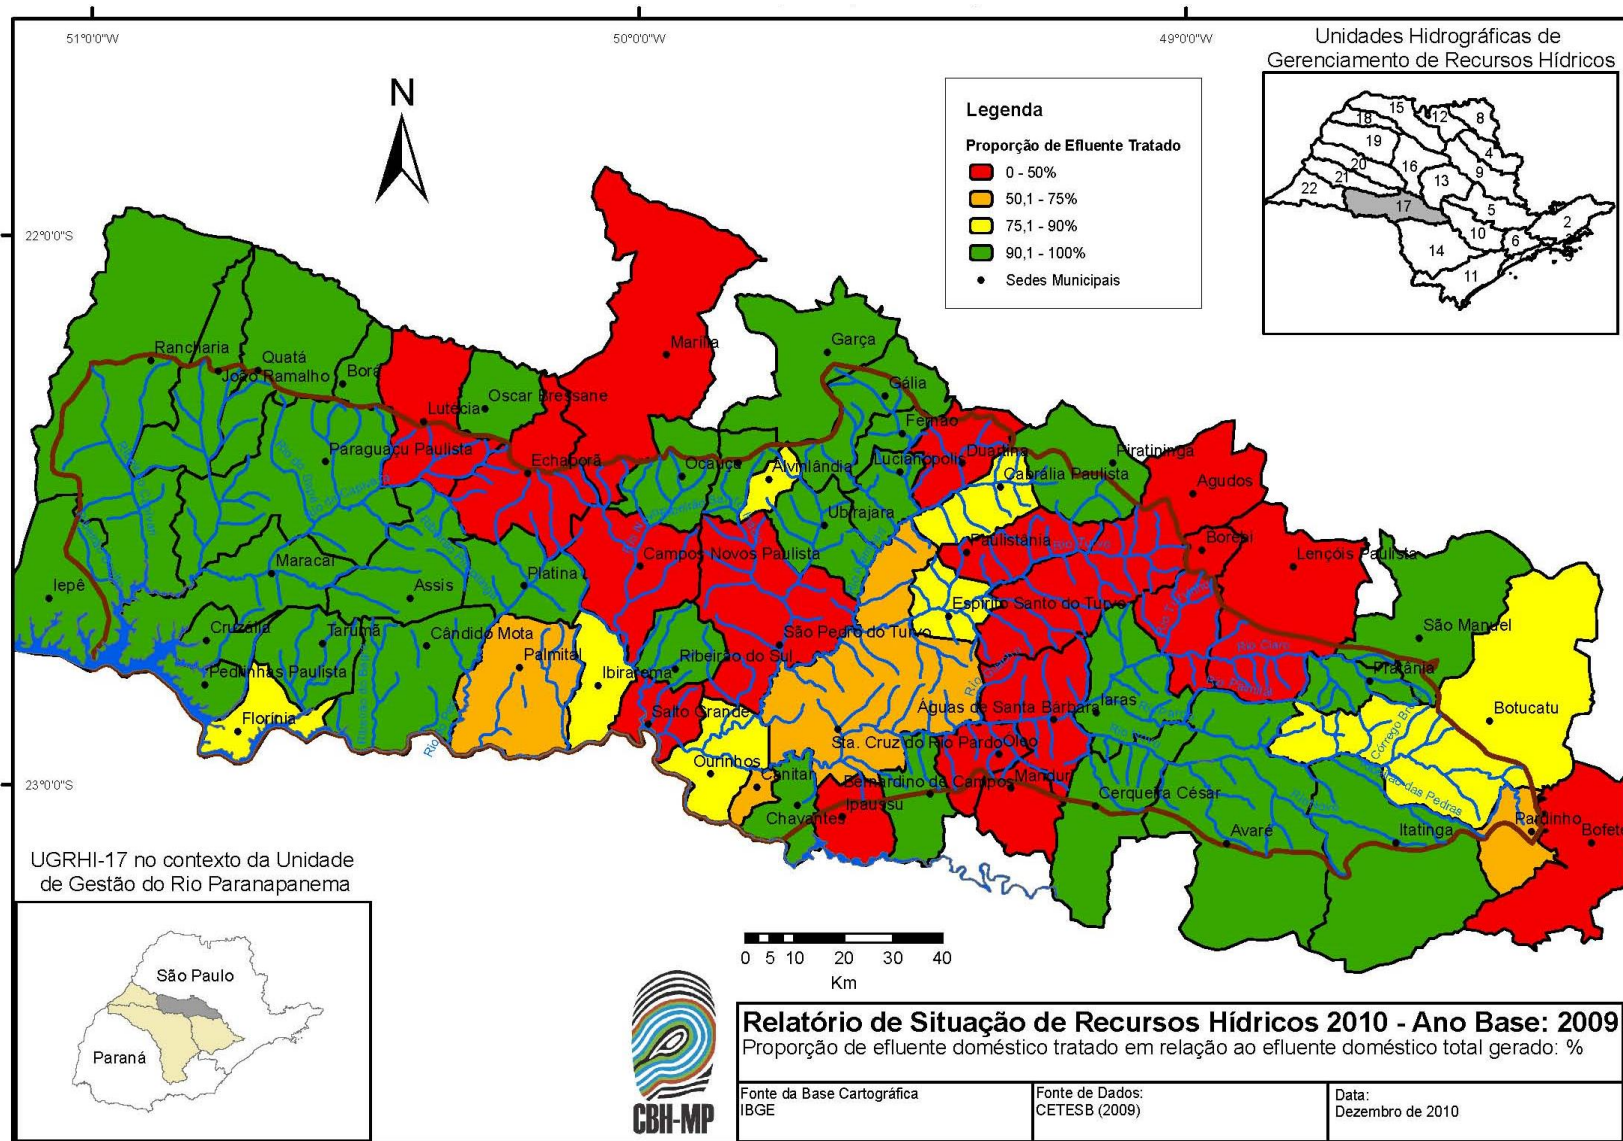 51°0'0"W
50°0'0"W
49°0'0"W
Unidades Hidrográficas de
Gerenciamento de Recursos Hídricos
15
18
12
8
19
4
20
16
9
21
13
22
17
5
2
10
6
14
3
11
N
Legenda
Proporção de Efluente Tratado
0 - 50%
50,1 - 75%
75,1 - 90%
90,1 - 100%
Sedes Municipais
22°0'0"S
Marília
Garça
Rancharia
Quatá
João Ramalho
Borá
Gália
Oscar Bressane
Lutécia
Fernão
Paraguaçu Paulista
Duartina
Piratininga
Echaporã
Ocauçu
Alvinlândia
Lucianópolis
Cabrália Paulista
Agudos
Ubirajara
Campos Novos Paulista
Paulistânia
Rio Turvo
Borebi
Lençóis Paulista
Maracaí
Platina
Iepê
Assis
Espírito Santo do Turvo
Cruzália
Tarumã
Cândido Mota
São Pedro do Turvo
São Manuel
Rio Claro
Palmital
Ribeirão do Sul
Pedrinhas Paulista
Ibirarema
Pratânia
Rio Palmital
Iaras
Florínia
Salto Grande
Águas de Santa Bárbara
Botucatu
Sta. Cruz do Rio Pardo
Óleo
Ourinhos
Canitar
Bernardino de Campos
Manduri
23°0'0"S
Ipaussu
Cerqueira César
Chavantes
Avaré
Itatinga
Pardinho
Bofete
UGRHI-17 no contexto da Unidade
de Gestão do Rio Paranapanema
São Paulo
Paraná
0 5 10 20 30 40
Km
CBH-MP
Relatório de Situação de Recursos Hídricos 2010 - Ano Base: 2009
Proporção de efluente doméstico tratado em relação ao efluente doméstico total gerado: %
Fonte da Base Cartográfica
IBGE
Fonte de Dados:
CETESB (2009)
Data:
Dezembro de 2010